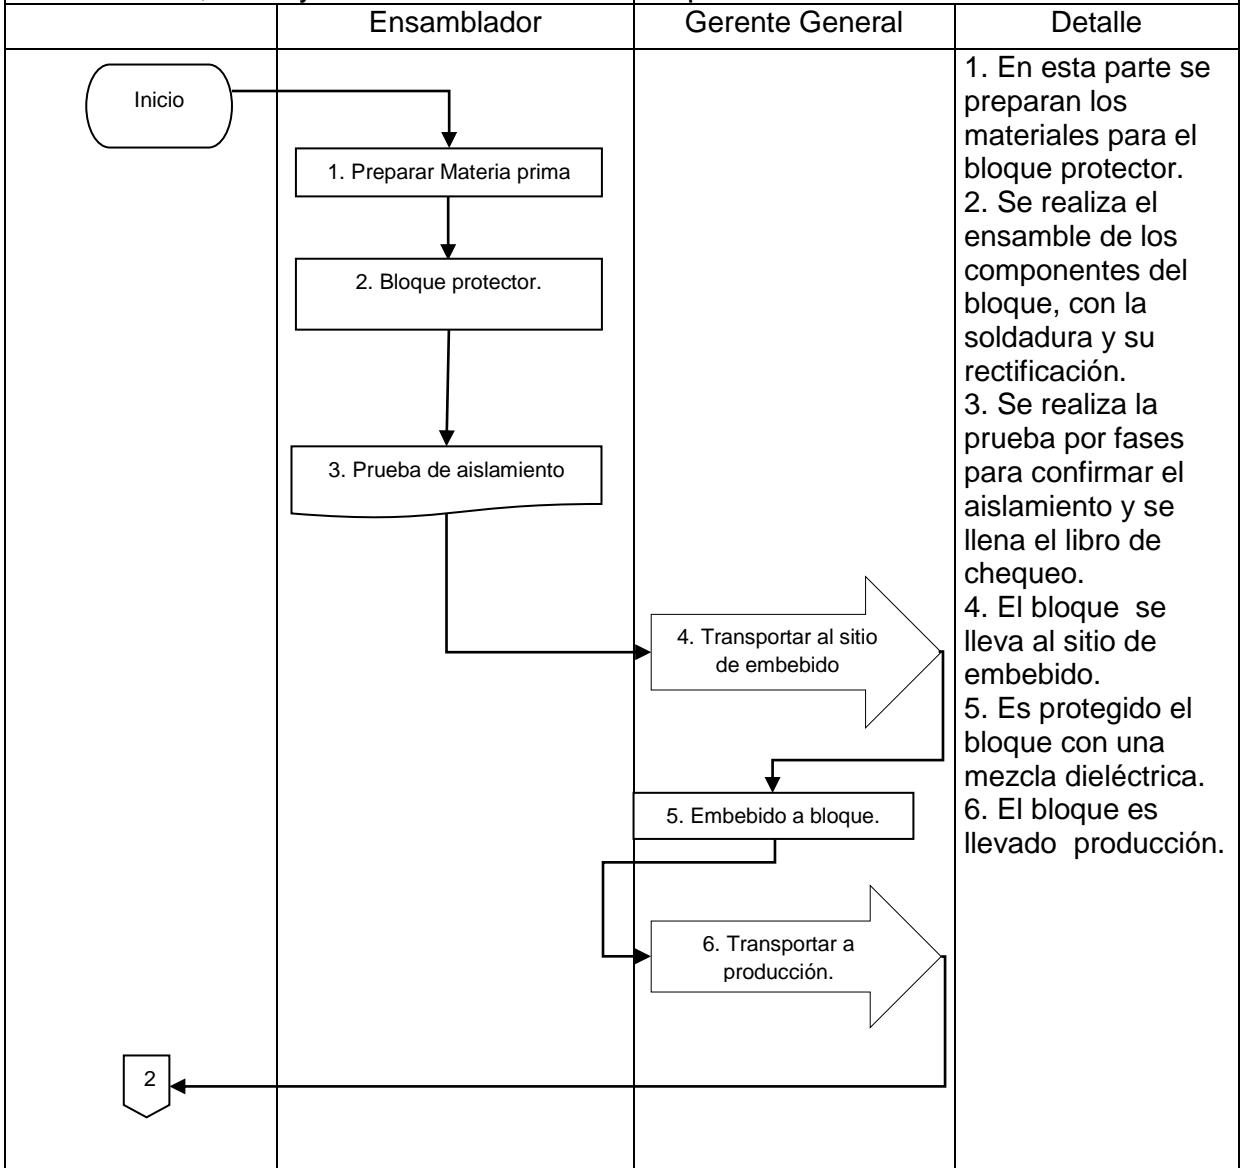 Ensamblador
Gerente General
Detalle
Inicio
1. Preparar Materia prima
2. Bloque protector.
3. Prueba de aislamiento
4. Transportar al sitio
de embebido
5. Embebido a bloque.
6. Transportar a
producción.
2
1. En esta parte se
preparan los
materiales para el
bloque protector.
2. Se realiza el
ensamble de los
componentes del
bloque, con la
soldadura y su
rectificación.
3. Se realiza la
prueba por fases
para confirmar el
aislamiento y se
llena el libro de
chequeo.
4. El bloque  se
lleva al sitio de
embebido.
5. Es protegido el
bloque con una
mezcla dieléctrica.
6. El bloque es
llevado  producción.